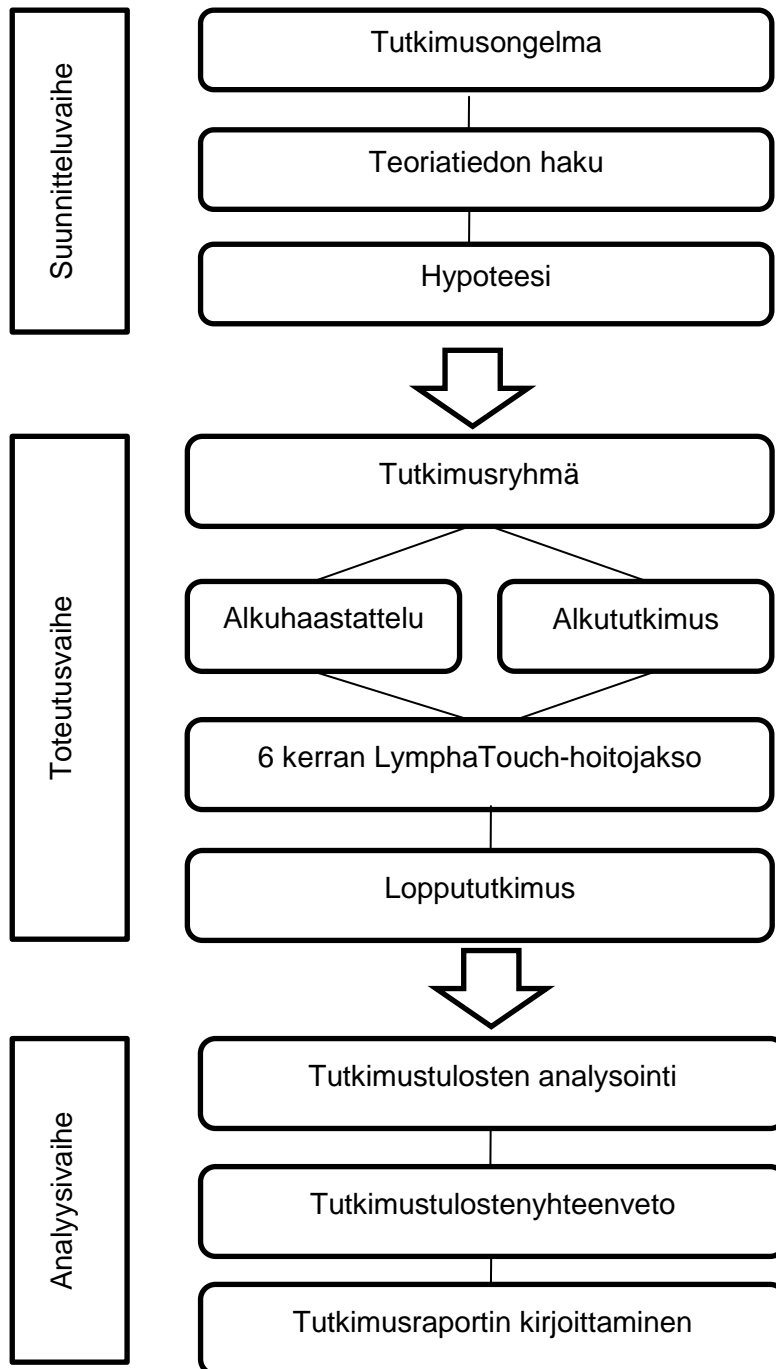 Suunnitteluvaihe
Tutkimusongelma
Teoriatiedon haku
Hypoteesi
Toteutusvaihe
Tutkimusryhmä
Alkuhaastattelu
Alkututkimus
6 kerran LymphaTouch-hoitojakso
Lopppututkimus
Analyysivaihe
Tutkimustulosten analysointi
Tutkimustulostenyhteenveto
Tutkimusraportin kirjoittaminen